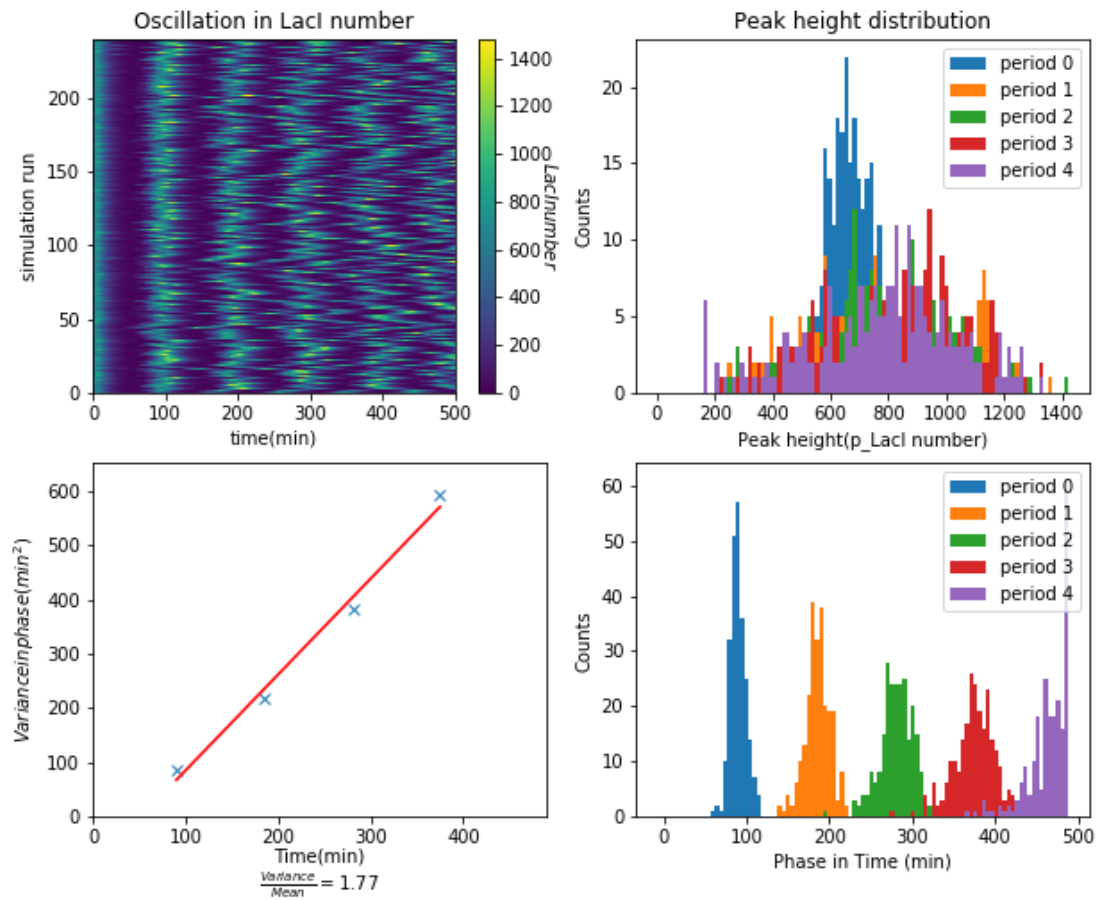 Oscillation in LacI number
200
150
100
50
0
simulation run
0 100 200 300 400 500
time(min)
1400
1200
1000
800
600
400
200
0
LacInumber
Peak height distribution
period 0
period 1
period 2
period 3
period 4
20
15
10
5
0
Counts
0 200 400 600 800 1000 1200 1400
Peak height(p_LacI number)
600
500
400
300
200
100
0
Varianceinphase(min²)
0 100 200 300 400
Time(min)
Variance/Mean = 1.77
period 0
period 1
period 2
period 3
period 4
60
50
40
30
20
10
0
Counts
0 100 200 300 400 500
Phase in Time (min)